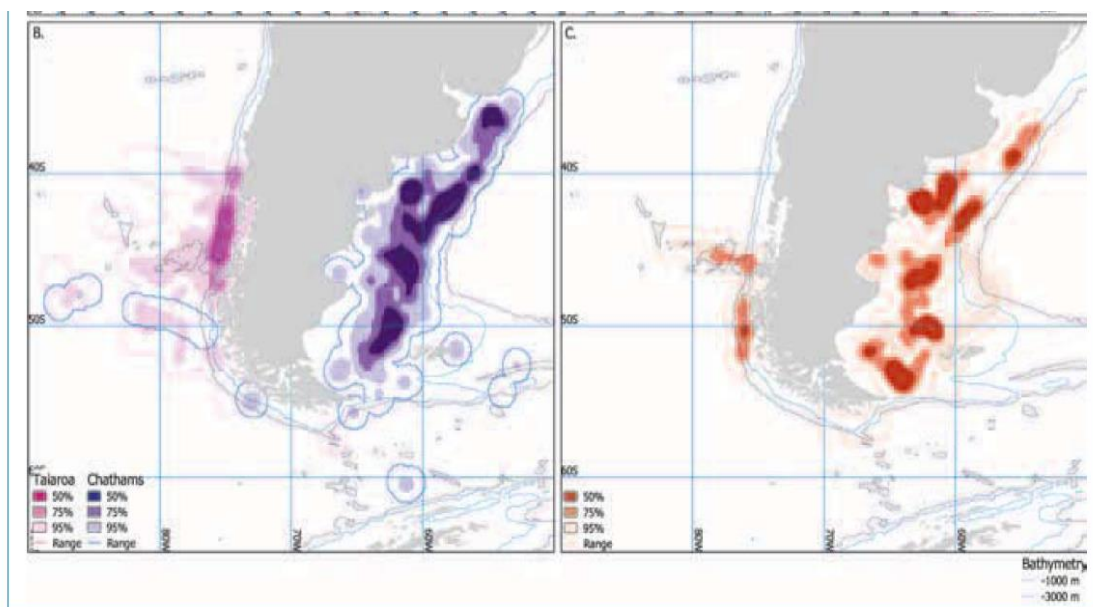 B.
C.
40S
40S
50S
50S
60S
Taiaroa Chathams
50% 50%
75% 75%
95% 95%
Range Range
50%
75%
95%
Range
80W
70W
60W
80W
70W
60W
Bathymetry
-1000 m
-3000 m